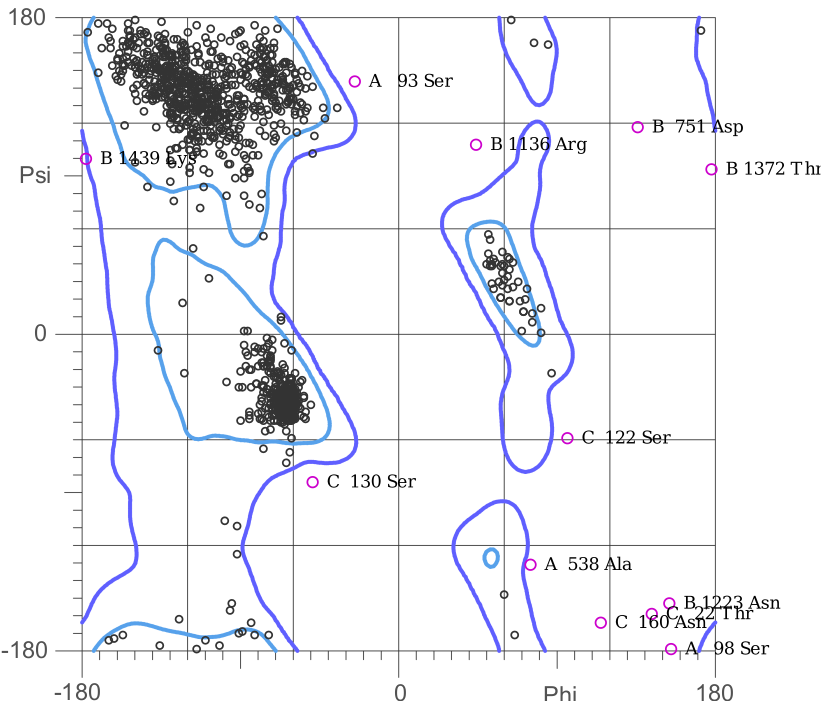 180
A 93 Ser
B 751 Asp
B 1136 Arg
B 1439 Lys
B 1372 Thr
Psi
0
C 122 Ser
C 130 Ser
A 538 Ala
B 1223 Asn
C 22 Thr
C 160 Asn
A 98 Ser
-180
-180
0
Phi
180